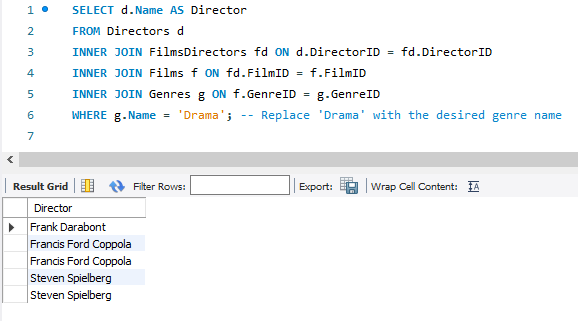 1 SELECT d.Name AS Director
2 FROM Directors d
3 INNER JOIN FilmsDirectors fd ON d.DirectorID = fd.DirectorID
4 INNER JOIN Films f ON fd.FilmID = f.FilmID
5 INNER JOIN Genres g ON f.GenreID = g.GenreID
6 WHERE g.Name = 'Drama'; -- Replace 'Drama' with the desired genre name
7
Result Grid Filter Rows: Export: Wrap Cell Content: IA
Director
Frank Darabont
Francis Ford Coppola
Francis Ford Coppola
Steven Spielberg
Steven Spielberg